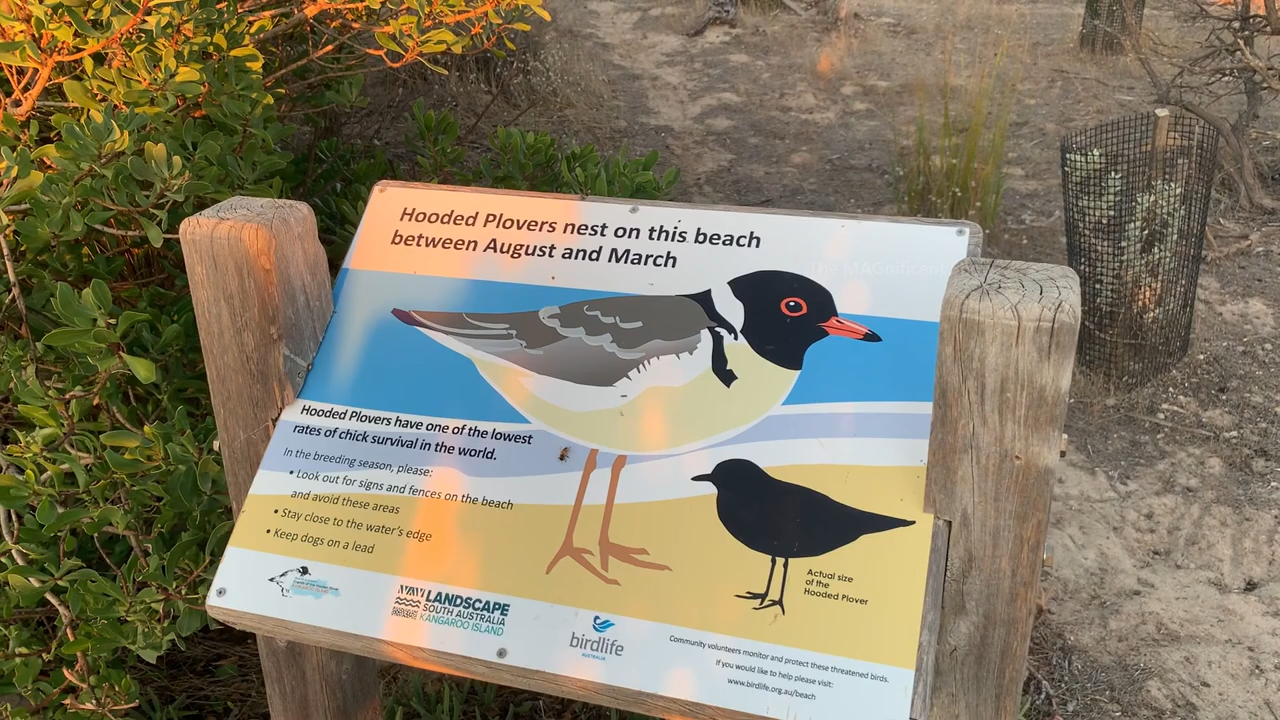 Hooded Plovers nest on this beach
between August and March
The MAGnificent
Hooded Plovers have one of the lowest
rates of chick survival in the world.
In the breeding season, please:
• Look out for signs and fences on the beach
and avoid these areas
• Stay close to the water's edge
• Keep dogs on a lead
Actual size
of the
Hooded Plover
LANDSCAPE
SOUTH AUSTRALIA
KANGAROO ISLAND
birdlife
AUSTRALIA
Community volunteers monitor and protect these threatened birds.
If you would like to help please visit:
www.birdlife.org.au/beach